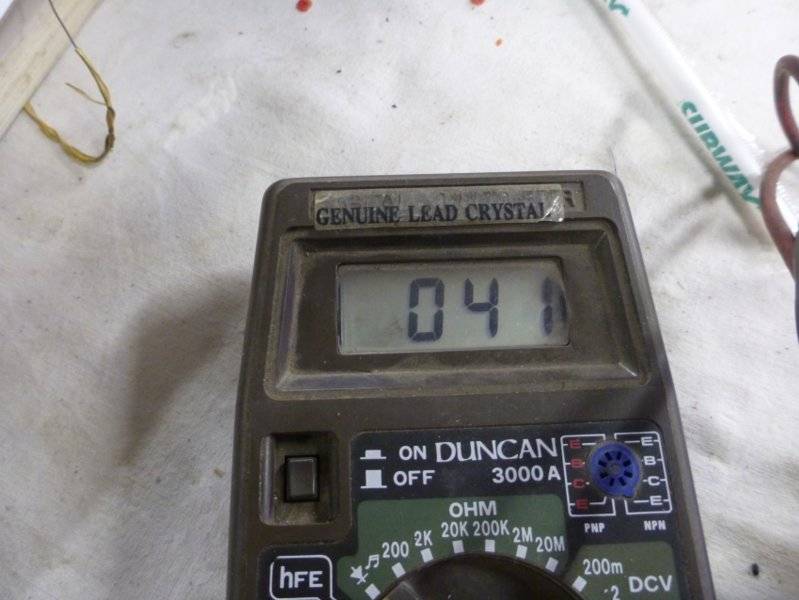 SUBWAY
GENUINE LEAD CRYSTAL
041
ON DUNCAN
OFF 3000A
E E
B B
C C
E E
PNP NPN
OHM
200 2K 20K 200K 2M 20M
hFE
200m
2 DCV